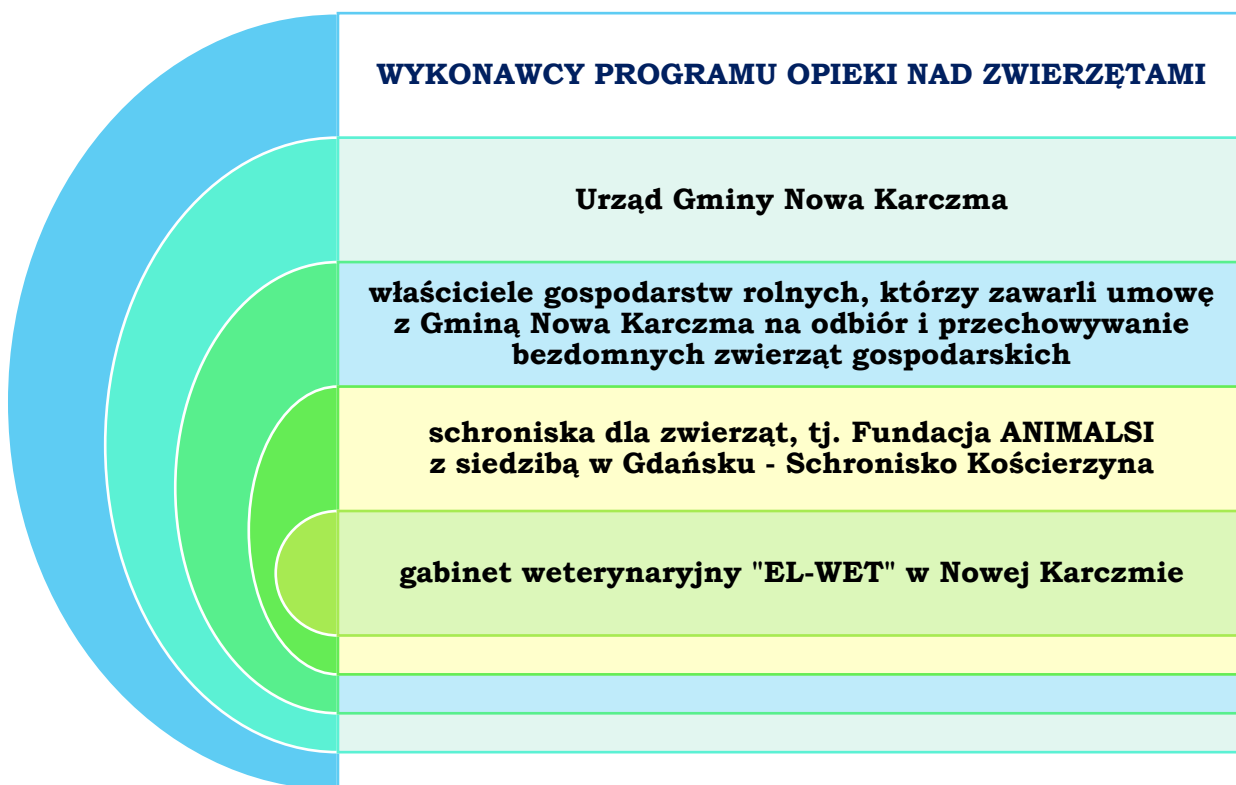 WYKONAWCY PROGRAMU OPIEKI NAD ZWIERZĘTAMI
Urząd Gminy Nowa Karczma
właściciele gospodarstw rolnych, którzy zawarli umowę
z Gminą Nowa Karczma na odbiór i przechowywanie
bezdomnych zwierząt gospodarskich
schroniska dla zwierząt, tj. Fundacja ANIMALSI
z siedzibą w Gdańsku - Schronisko Kościerzyna
gabinet weterynaryjny "EL-WET" w Nowej Karczmie